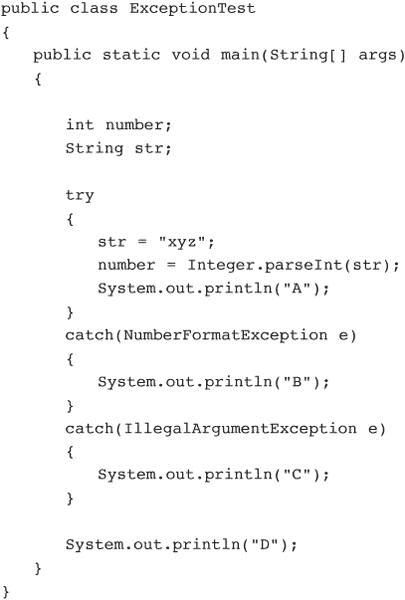 public class ExceptionTest
{
    public static void main(String[] args)
    {

        int number;
        String str;

        try
        {
            str = "xyz";
            number = Integer.parseInt(str);
            System.out.println("A");
        }
        catch(NumberFormatException e)
        {
            System.out.println("B");
        }
        catch(IllegalArgumentException e)
        {
            System.out.println("C");
        }

        System.out.println("D");
    }
}